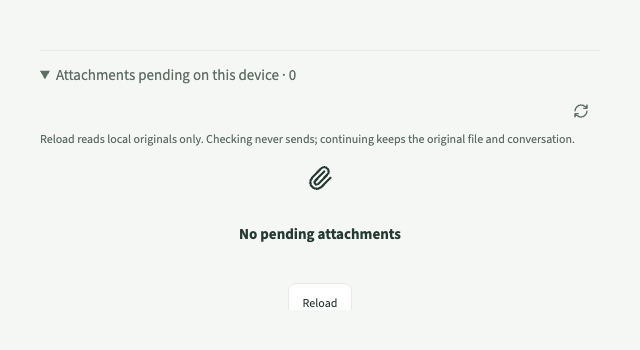 Attachments pending on this device · 0
Reload reads local originals only. Checking never sends; continuing keeps the original file and conversation.
No pending attachments
Reload